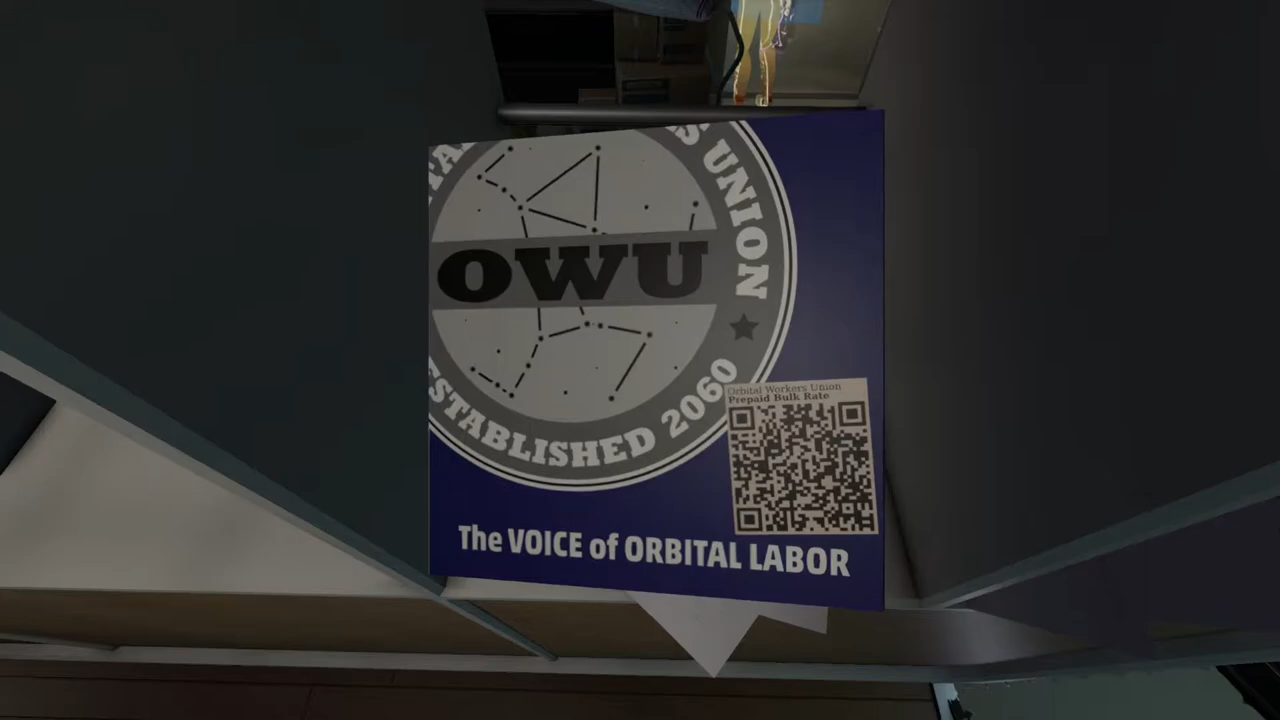 S UNION
OWU
ESTABLISHED 2060
Orbital Workers Union
Prepaid Bulk Rate
The VOICE of ORBITAL LABOR